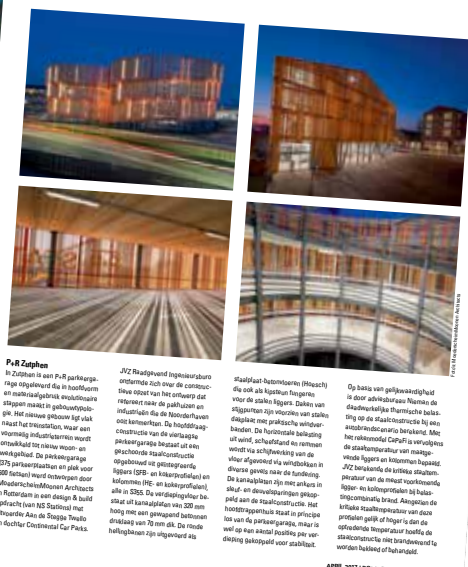 Foto's: MoederscheimMoonen Architects
P+R Zutphen
In Zutphen is een P+R parkeerga-
rage opgeleverd die in hoofdvorm
en materiaalgebruik evolutionaire
stappen maakt in gebouwtypolo-
gie. Het nieuwe gebouw ligt vlak
naast het treinstation, waar een
voormalig industrieterrein wordt
ontwikkeld tot nieuw woon- en
werkgebied. De parkeergarage
(375 parkeerplaatsen en plek voor
600 fietsen) werd ontworpen door
MoederscheimMoonen Architects
in Rotterdam in een design & build
opdracht (van NS Stations) met
uitvoerder Aan de Stegge Twello
en dochter Continental Car Parks.
JVZ Raadgevend Ingenieursburo
ontfermde zich over de construc-
tieve opzet van het ontwerp dat
refereert naar de pakhuizen en
industrieën die de Noorderhaven
ooit kenmerkten. De hoofddraag-
constructie van de vierlaagse
parkeergarage bestaat uit een
geschoorde staalconstructie
opgebouwd uit geïntegreerde
liggers (SFB- en kokerprofielen) en
kolommen (HE- en kokerprofielen),
alle in S355. De verdiepingvloer be-
staat uit kanaalplaten van 320 mm
hoog met een gewapend betonnen
druklaag van 70 mm dik. De ronde
hellingbanen zijn uitgevoerd als
staalplaat-betonvloeren (Hoesch)
die ook als kipsteun fungeren
voor de stalen liggers. Daken van
stijgpunten zijn voorzien van stalen
dakplaat met praktische windver-
banden. De horizontale belasting
uit wind, scheefstand en remmen
wordt via schijfwerking van de
vloer afgevoerd via windbokken in
diverse gevels naar de fundering.
De kanaalplaten zijn met ankers in
sleuf- en deuvelsparingen gekop-
peld aan de staalconstructie. Het
hoofdtrappenhuis staat in principe
los van de parkeergarage, maar is
wel op een aantal posities per ver-
dieping gekoppeld voor stabiliteit.
Op basis van gelijkwaardigheid
is door adviesbureau Nieman de
daadwerkelijke thermische belas-
ting op de staalconstructie bij een
autobrandscenario berekend. Met
het rekenmodel CaPaFi is vervolgens
de staaltemperatuur van maatge-
vende liggers en kolommen bepaald.
JVZ berekende de kritieke staaltem-
peratuur van de meest voorkomende
ligger- en kolomprofielen bij belas-
tingcombinatie brand. Aangezien de
kritieke staaltemperatuur van deze
profielen gelijk of hoger is dan de
optredende temperatuur hoefde de
staalconstructie niet brandwerend te
worden bekleed of behandeld.
APRIL 2017